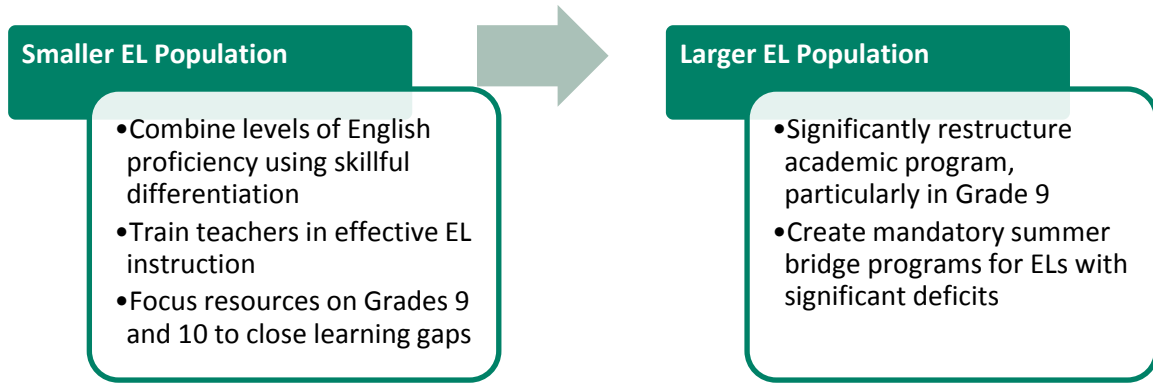 Smaller EL Population
•Combine levels of English
proficiency using skillful
differentiation
•Train teachers in effective EL
instruction
•Focus resources on Grades 9
and 10 to close learning gaps
Larger EL Population
•Significantly restructure
academic program,
particularly in Grade 9
•Create mandatory summer
bridge programs for ELs with
significant deficits